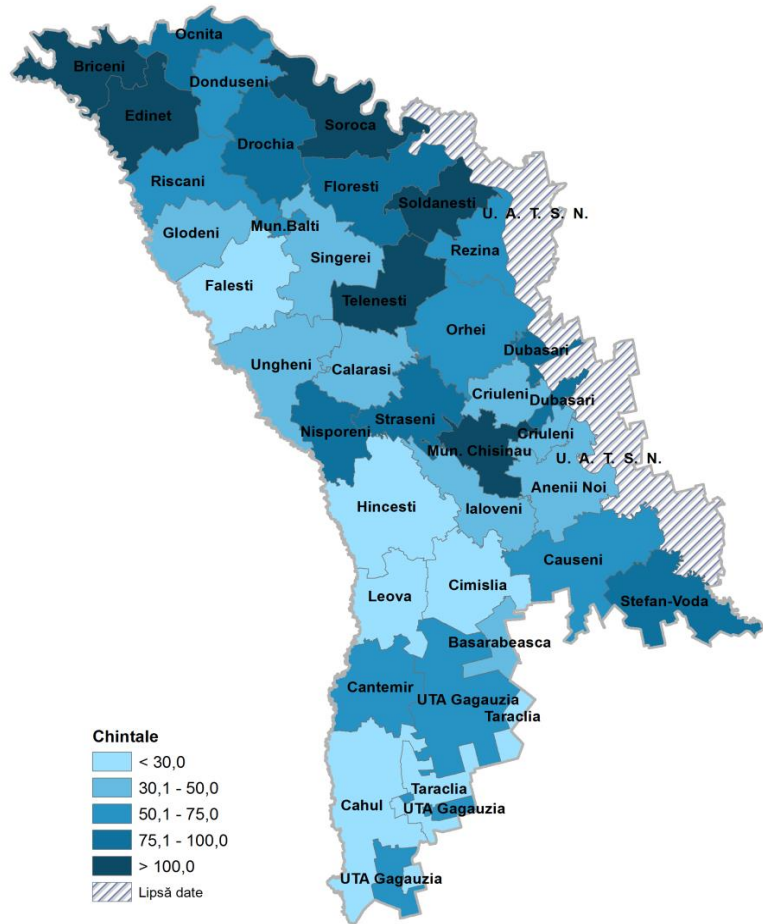 Ocnita
Briceni
Donduseni
Edinet
Soroca
Drochia
Riscani
Floresti
Soldanesti
U. A. T. S. N.
Glodeni
Mun.Balti
Singerei
Rezina
Falesti
Telenesti
Orhei
Dubasari
Ungheni
Calarasi
Criuleni
Dubasari
Nisporeni
Straseni
Criuleni
Mun. Chisinau
U. A. T. S. N.
Anenii Noi
Hincesti
Ialoveni
Causeni
Cimislia
Leova
Stefan-Voda
Basarabeasca
Cantemir
UTA Gagauzia
Taraclia
Taraclia
Cahul
UTA Gagauzia
UTA Gagauzia
Chintale
< 30,0
30,1 - 50,0
50,1 - 75,0
75,1 - 100,0
> 100,0
Lipsă date